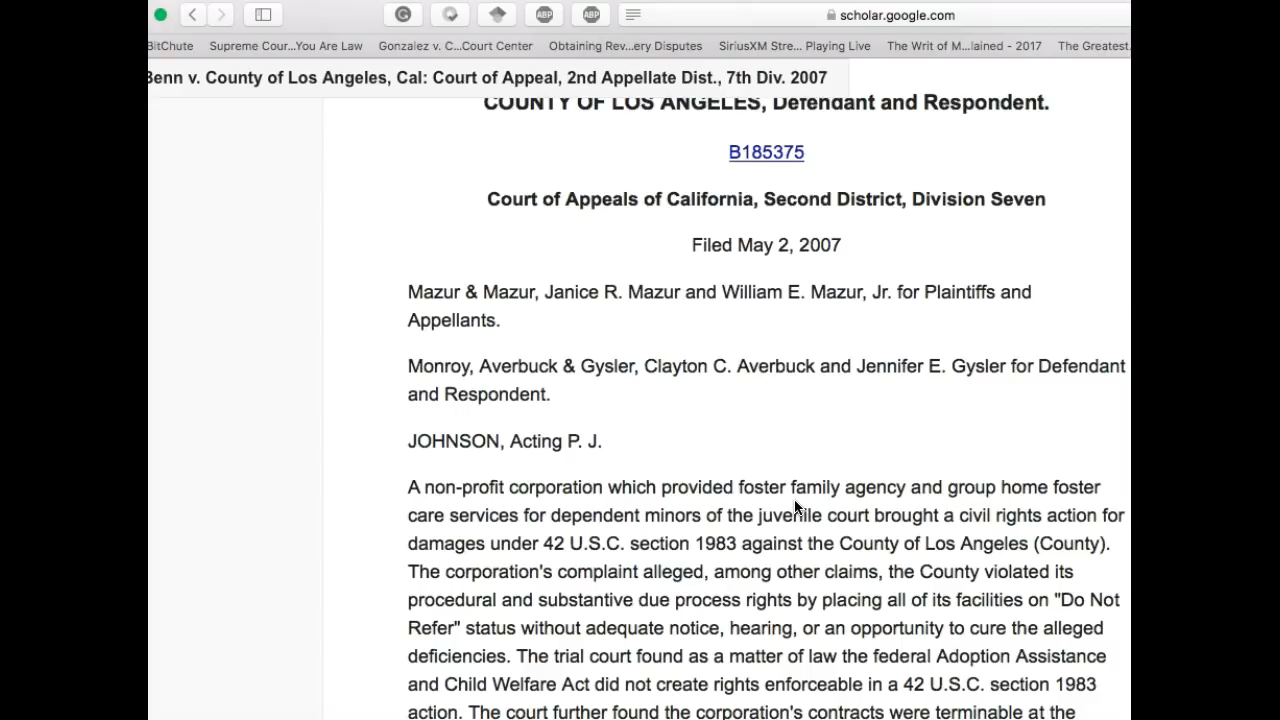 scholar.google.com
BitChute Supreme Cour...You Are Law Gonzalez v. C...Court Center Obtaining Rev...ery Disputes SiriusXM Stre... Playing Live The Writ of M...lained - 2017 The Greatest.
Benn v. County of Los Angeles, Cal: Court of Appeal, 2nd Appellate Dist., 7th Div. 2007
COUNTY OF LOS ANGELES, Defendant and Respondent.
B185375
Court of Appeals of California, Second District, Division Seven
Filed May 2, 2007
Mazur & Mazur, Janice R. Mazur and William E. Mazur, Jr. for Plaintiffs and
Appellants.
Monroy, Averbuck & Gysler, Clayton C. Averbuck and Jennifer E. Gysler for Defendant
and Respondent.
JOHNSON, Acting P. J.
A non-profit corporation which provided foster family agency and group home foster
care services for dependent minors of the juvenile court brought a civil rights action for
damages under 42 U.S.C. section 1983 against the County of Los Angeles (County).
The corporation's complaint alleged, among other claims, the County violated its
procedural and substantive due process rights by placing all of its facilities on "Do Not
Refer" status without adequate notice, hearing, or an opportunity to cure the alleged
deficiencies. The trial court found as a matter of law the federal Adoption Assistance
and Child Welfare Act did not create rights enforceable in a 42 U.S.C. section 1983
action. The court further found the corporation's contracts were terminable at the